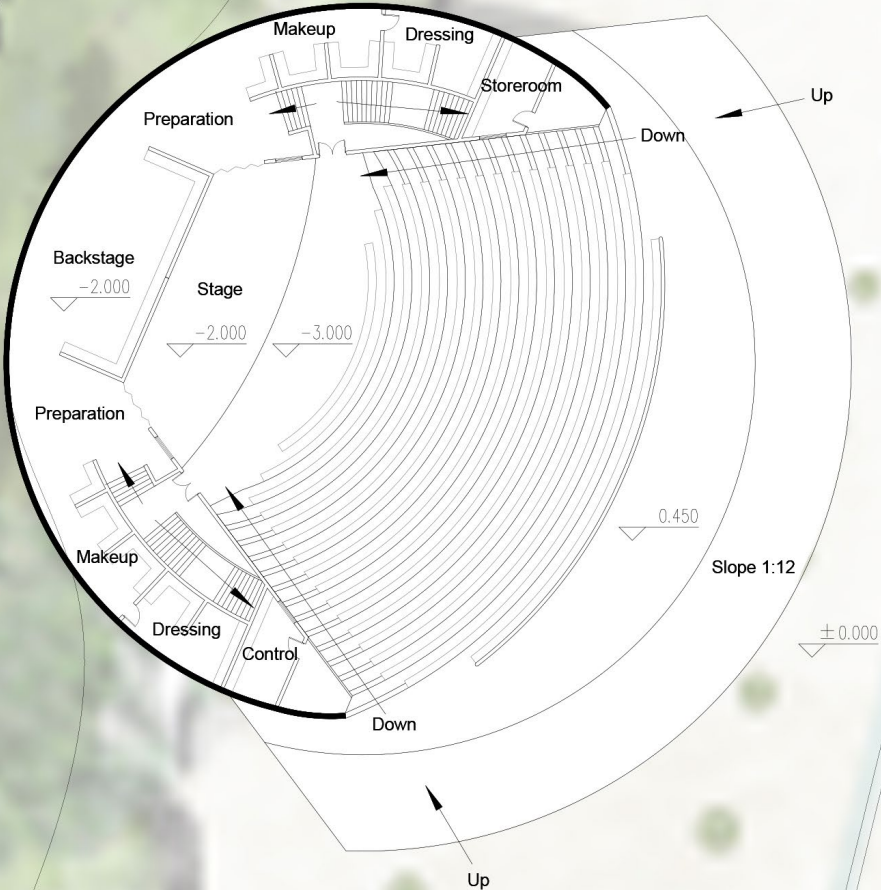 Makeup
Dressing
Storeroom
Up
Preparation
Down
Backstage
-2.000
Stage
-2.000
-3.000
Preparation
0.450
Makeup
Slope 1:12
Dressing
±0.000
Control
Down
Up